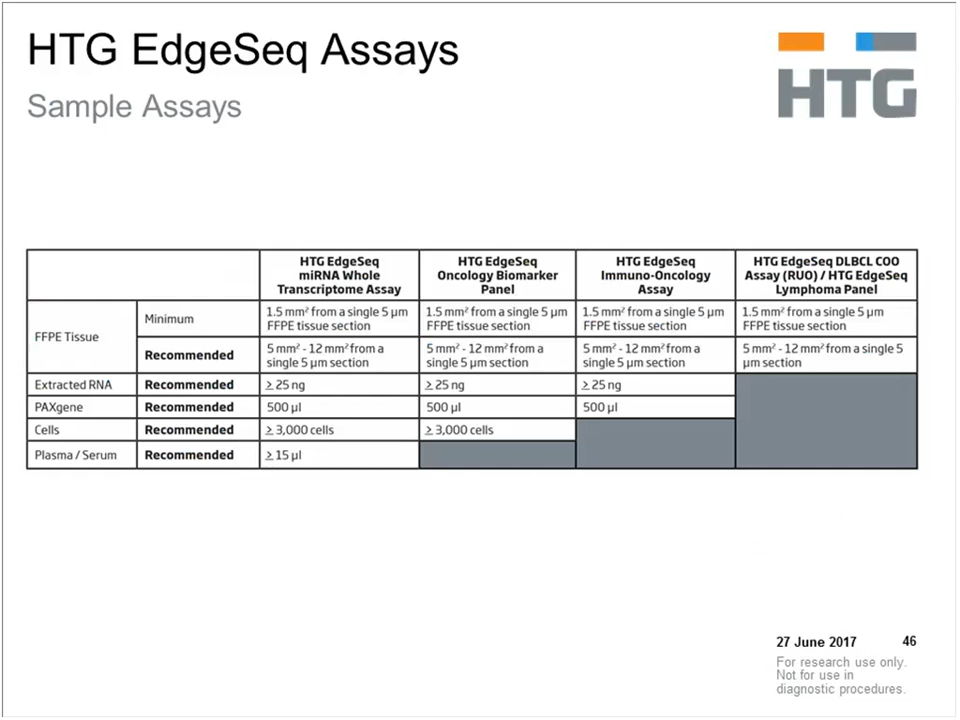 HTG EdgeSeq Assays
Sample Assays
HTG
HTG EdgeSeq
miRNA Whole
Transcriptome Assay
HTG EdgeSeq
Oncology Biomarker
Panel
HTG EdgeSeq
Immuno-Oncology
Assay
HTG EdgeSeq DLBCL COO
Assay (RUO) / HTG EdgeSeq
Lymphoma Panel
FFPE Tissue
Minimum
1.5 mm² from a single 5 µm
FFPE tissue section
1.5 mm² from a single 5 µm
FFPE tissue section
1.5 mm² from a single 5 µm
FFPE tissue section
1.5 mm² from a single 5 µm
FFPE tissue section
Recommended
5 mm² - 12 mm² from a
single 5 µm section
5 mm² - 12 mm² from a
single 5 µm section
5 mm² - 12 mm² from a
single 5 µm section
5 mm² - 12 mm² from a single 5
µm section
Extracted RNA
Recommended
≥ 25 ng
≥ 25 ng
≥ 25 ng
PAXgene
Recommended
500 µl
500 µl
500 µl
Cells
Recommended
≥ 3,000 cells
≥ 3,000 cells
Plasma / Serum
Recommended
≥ 15 µl
27 June 2017
46
For research use only.
Not for use in
diagnostic procedures.